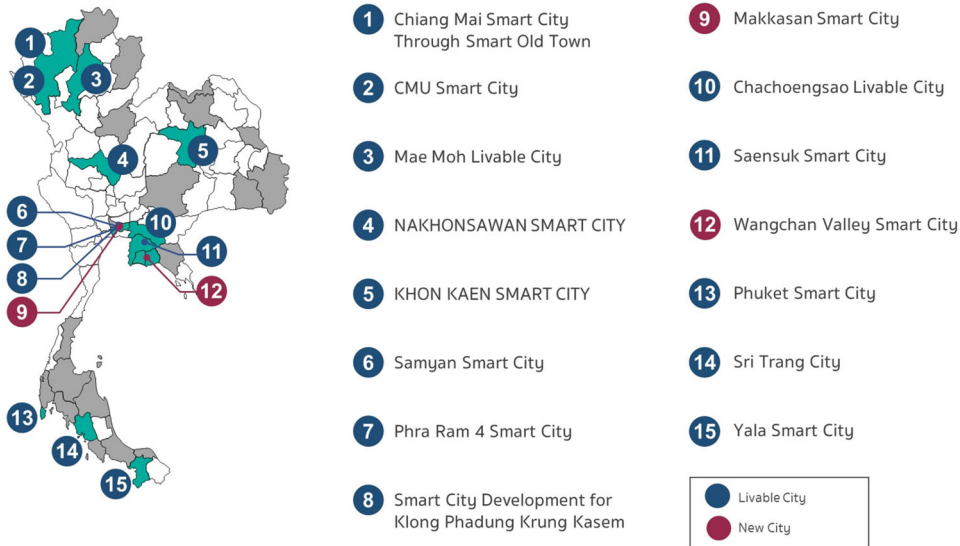 1 Chiang Mai Smart City
Through Smart Old Town
2 CMU Smart City
3 Mae Moh Livable City
4 NAKHONSAWAN SMART CITY
5 KHON KAEN SMART CITY
6 Samyan Smart City
7 Phra Ram 4 Smart City
8 Smart City Development for
Klong Phadung Krung Kasem
9 Makkasan Smart City
10 Chachoengsao Livable City
11 Saensuk Smart City
12 Wangchan Valley Smart City
13 Phuket Smart City
14 Sri Trang City
15 Yala Smart City
Livable City
New City
1
2
3
4
5
6
7
8
9
10
11
12
13
14
15